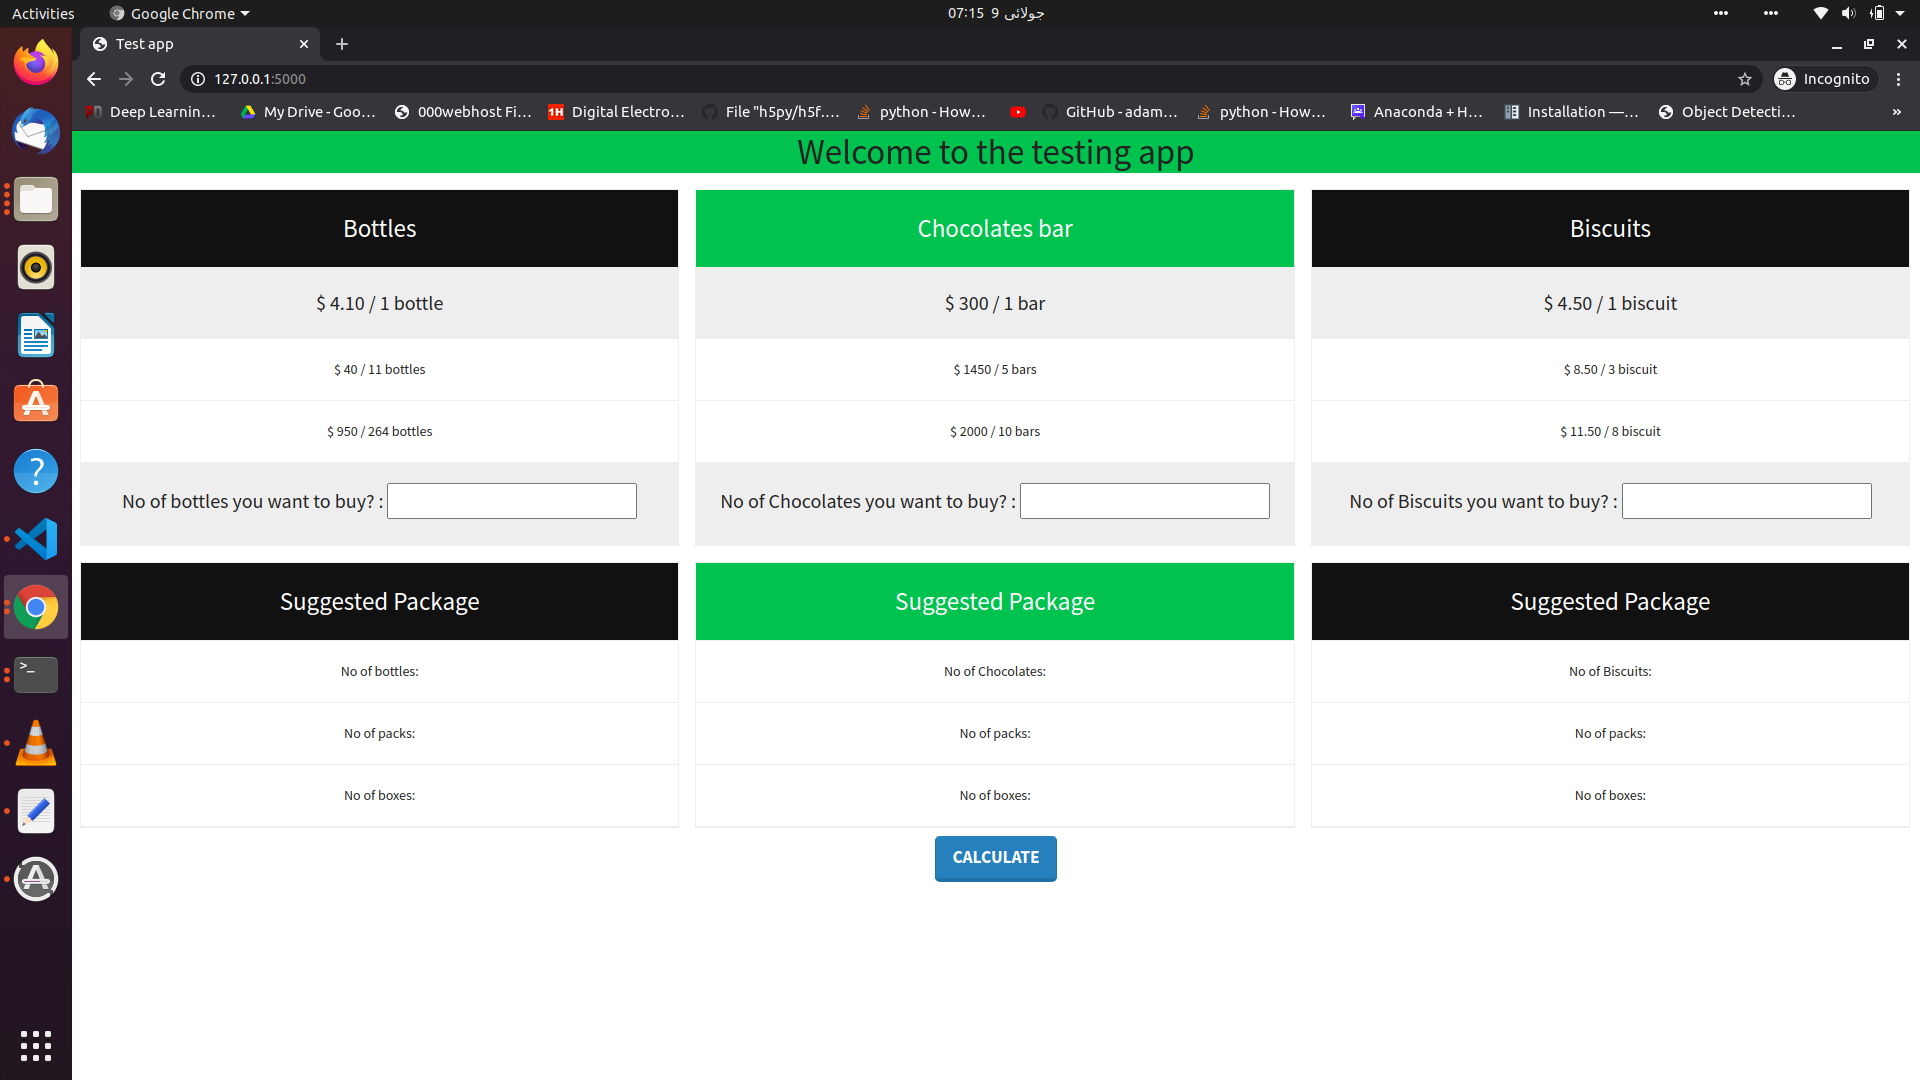 Activities
Google Chrome
07:15 9 جولائی
Test app
127.0.0.1:5000
Incognito
Deep Learnin…
My Drive - Goo…
000webhost Fi…
Digital Electro…
File "h5py/h5f.…
python - How…
GitHub - adam…
python - How…
Anaconda + H…
Installation —…
Object Detecti…
»
Welcome to the testing app
Bottles
$ 4.10 / 1 bottle
$ 40 / 11 bottles
$ 950 / 264 bottles
No of bottles you want to buy? :
Chocolates bar
$ 300 / 1 bar
$ 1450 / 5 bars
$ 2000 / 10 bars
No of Chocolates you want to buy? :
Biscuits
$ 4.50 / 1 biscuit
$ 8.50 / 3 biscuit
$ 11.50 / 8 biscuit
No of Biscuits you want to buy? :
Suggested Package
No of bottles:
No of packs:
No of boxes:
Suggested Package
No of Chocolates:
No of packs:
No of boxes:
Suggested Package
No of Biscuits:
No of packs:
No of boxes:
CALCULATE